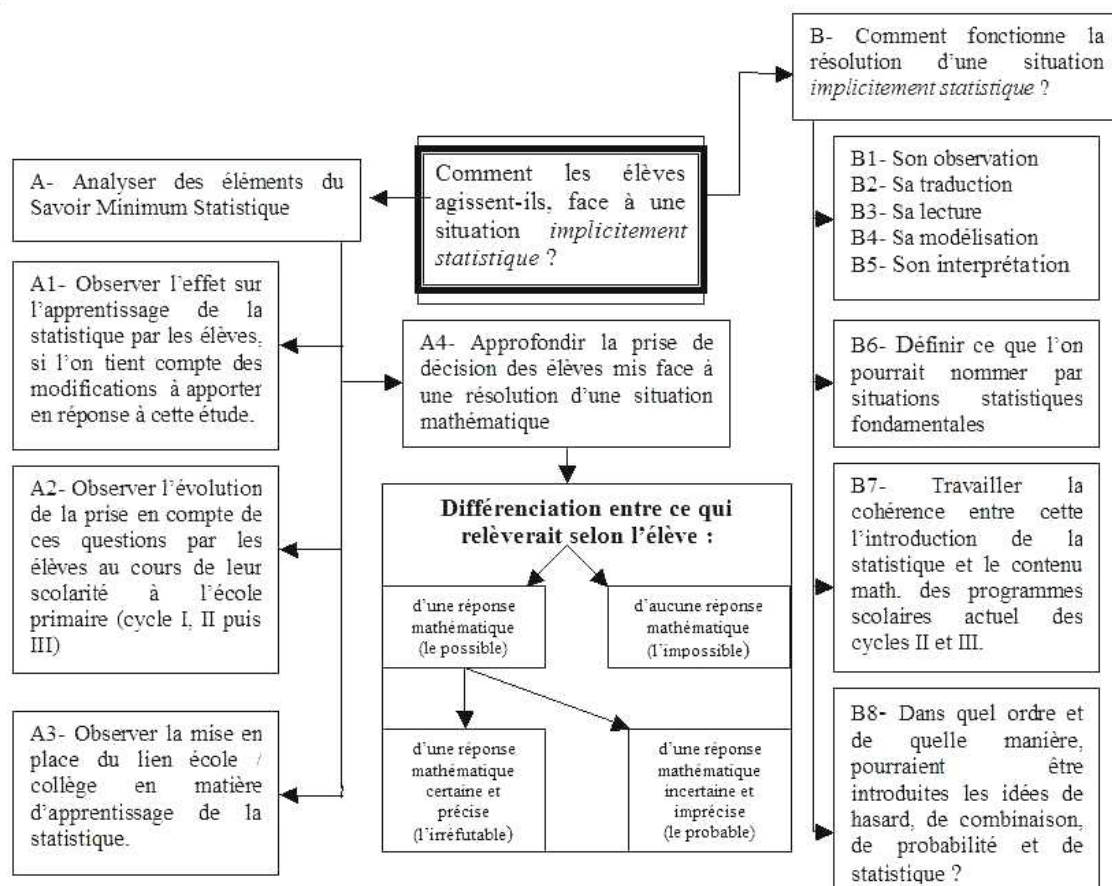 Comment les élèves
agissent-ils, face à une
situation implicitement
statistique ?
A- Analyser des éléments du
Savoir Minimum Statistique
A1- Observer l'effet sur
l'apprentissage de la
statistique par les élèves,
si l'on tient compte des
modifications à apporter
en réponse à cette étude.
A2- Observer l'évolution
de la prise en compte de
ces questions par les
élèves au cours de leur
scolarité à l'école
primaire (cycle I, II puis
III)
A3- Observer la mise en
place du lien école /
collège en matière
d'apprentissage de la
statistique.
A4- Approfondir la prise de
décision des élèves mis face à
une résolution d'une situation
mathématique
Différenciation entre ce qui
relèverait selon l'élève :
d'une réponse
mathématique
(le possible)
d'aucune réponse
mathématique
(l'impossible)
d'une réponse
mathématique
certaine et
précise
(l'irréfutable)
d'une réponse
mathématique
incertaine et
imprécise
(le probable)
B- Comment fonctionne la
résolution d'une situation
implicitement statistique ?
B1- Son observation
B2- Sa traduction
B3- Sa lecture
B4- Sa modélisation
B5- Son interprétation
B6- Définir ce que l'on
pourrait nommer par
situations statistiques
fondamentales
B7- Travailler la
cohérence entre cette
l'introduction de la
statistique et le contenu
math. des programmes
scolaires actuel des
cycles II et III.
B8- Dans quel ordre et
de quelle manière,
pourraient être
introduites les idées de
hasard, de combinaison,
de probabilité et de
statistique ?